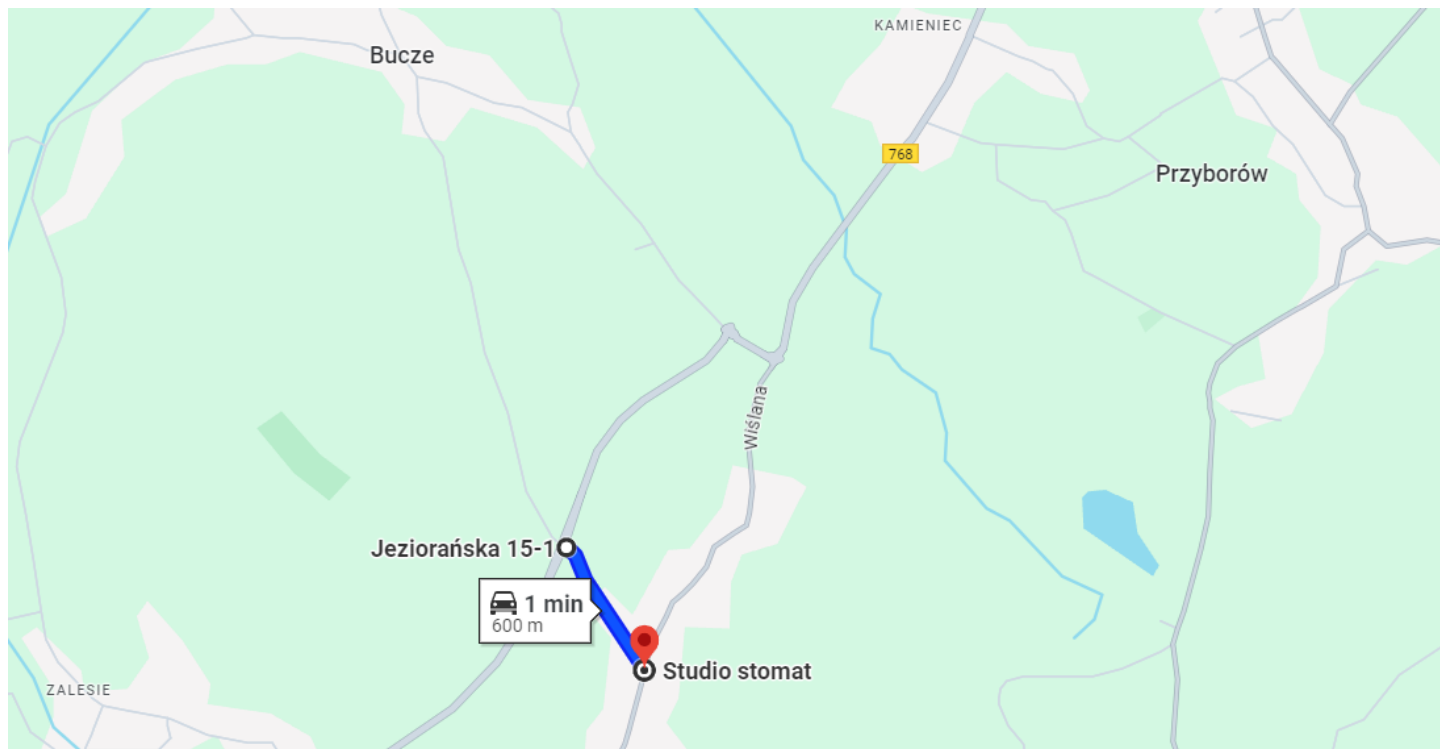 KAMIENIEC
Bucze
768
Przyborów
Wiślana
Jeziorańska 15-1
1 min
600 m
Studio stomat
ZALESIE